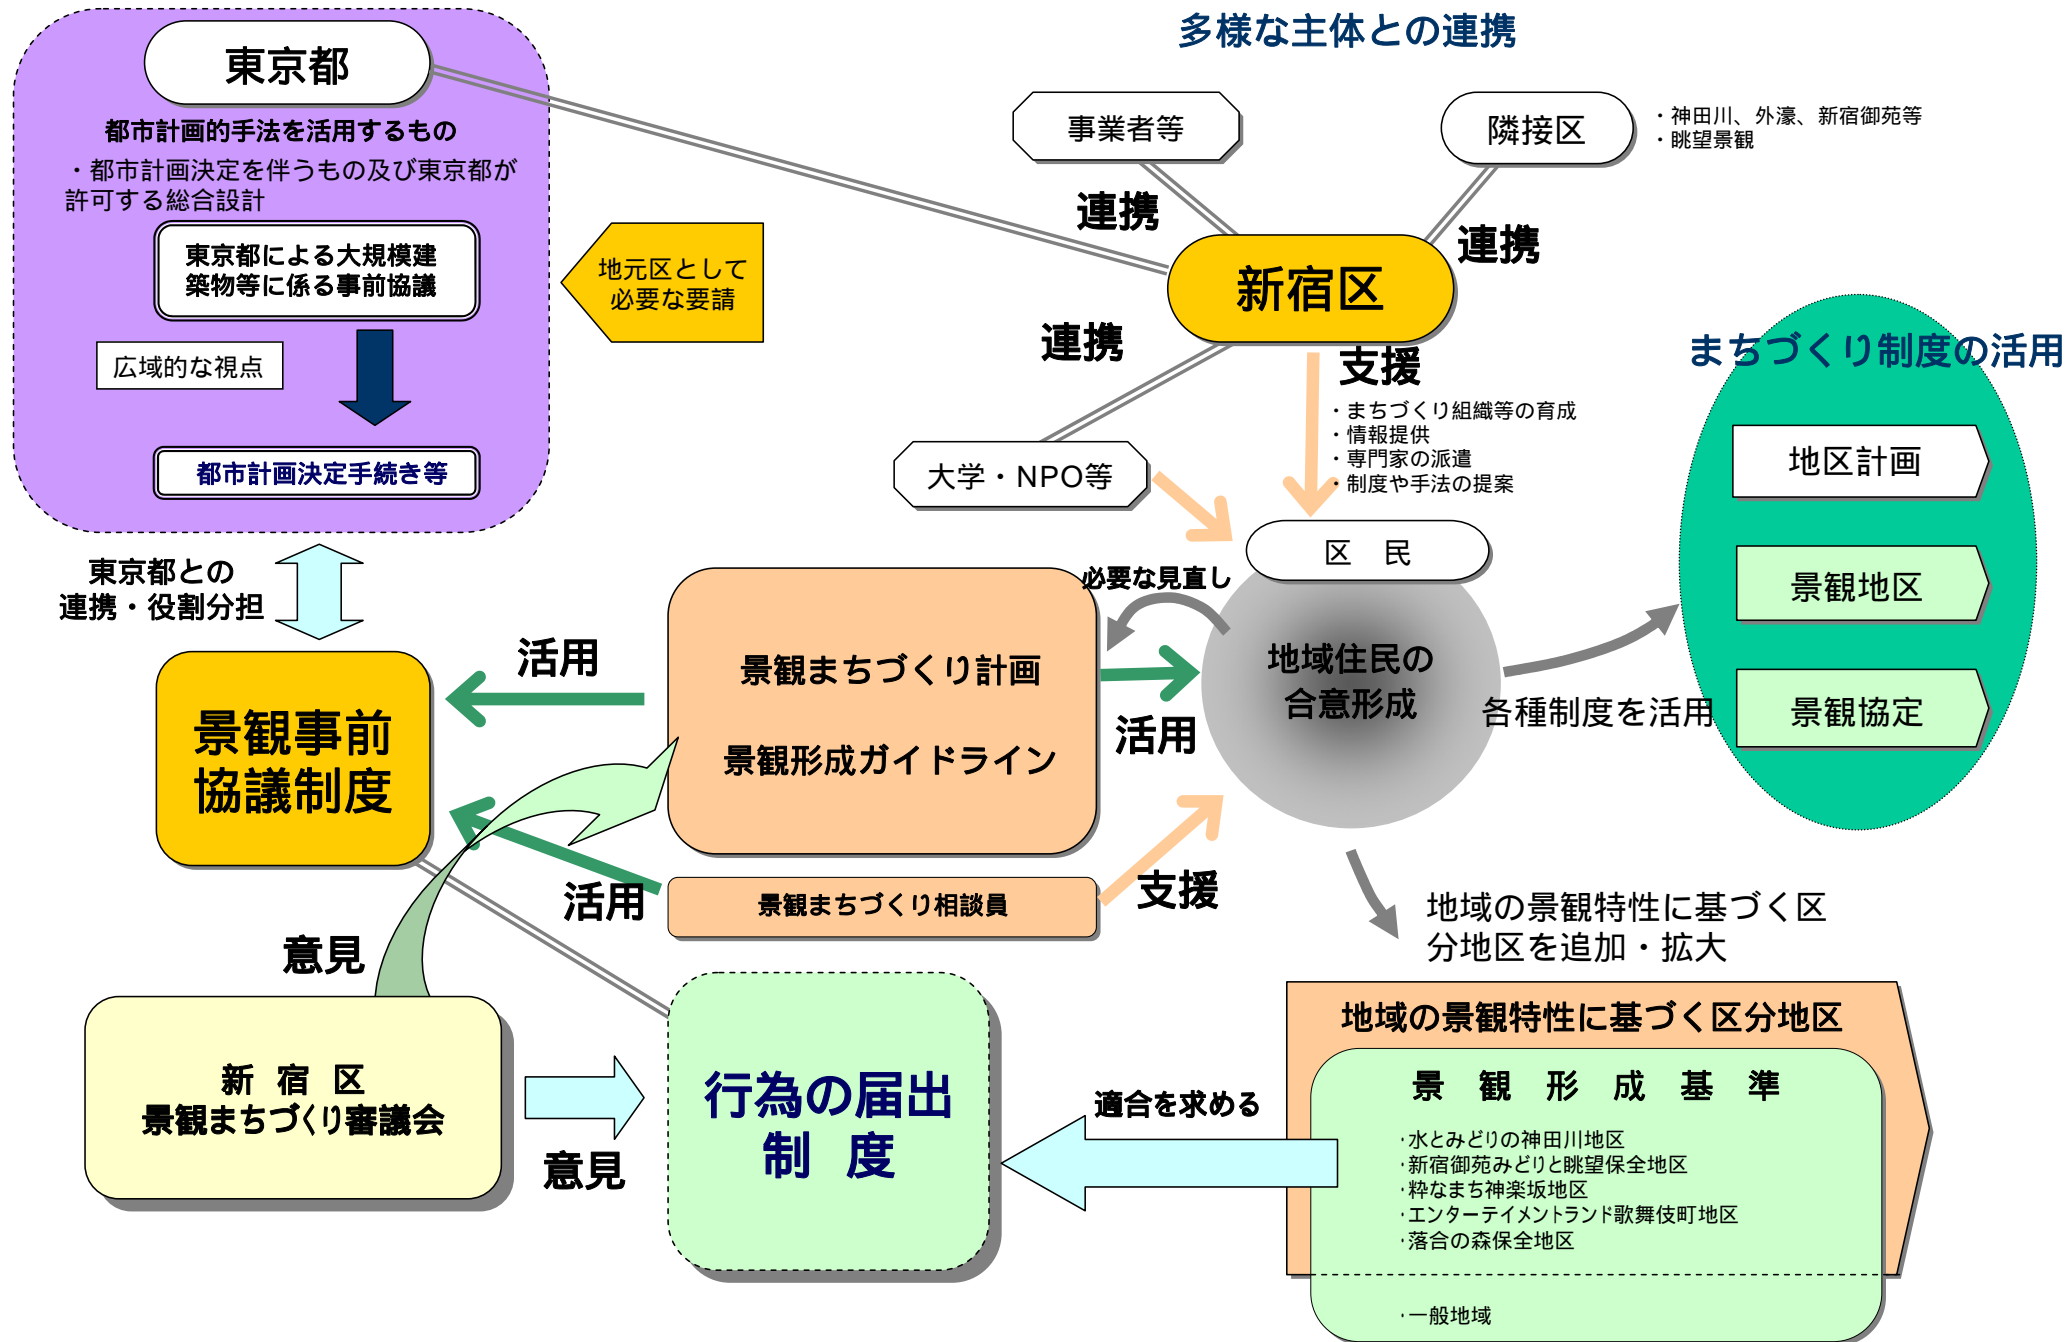 多様な主体との連携
東京都
都市計画的手法を活用するもの
・都市計画決定を伴うもの及び東京都が
許可する総合設計
東京都による大規模建
築物等に係る事前協議
広域的な視点
都市計画決定手続き等
地元区として
必要な要請
事業者等
隣接区
・神田川、外濠、新宿御苑等
・眺望景観
連携
連携
新宿区
連携
支援
・まちづくり組織等の育成
・情報提供
・専門家の派遣
・制度や手法の提案
大学・NPO等
区　民
まちづくり制度の活用
地区計画
景観地区
景観協定
東京都との
連携・役割分担
必要な見直し
活用
景観まちづくり計画
景観形成ガイドライン
活用
地域住民の
合意形成
各種制度を活用
景観事前
協議制度
活用
景観まちづくり相談員
支援
意見
地域の景観特性に基づく区
分地区を追加・拡大
新　宿　区
景観まちづくり審議会
意見
行為の届出
制　度
適合を求める
地域の景観特性に基づく区分地区
景　観　形　成　基　準
・水とみどりの神田川地区
・新宿御苑みどりと眺望保全地区
・粋なまち神楽坂地区
・エンターテイメントランド歌舞伎町地区
・落合の森保全地区
・一般地域